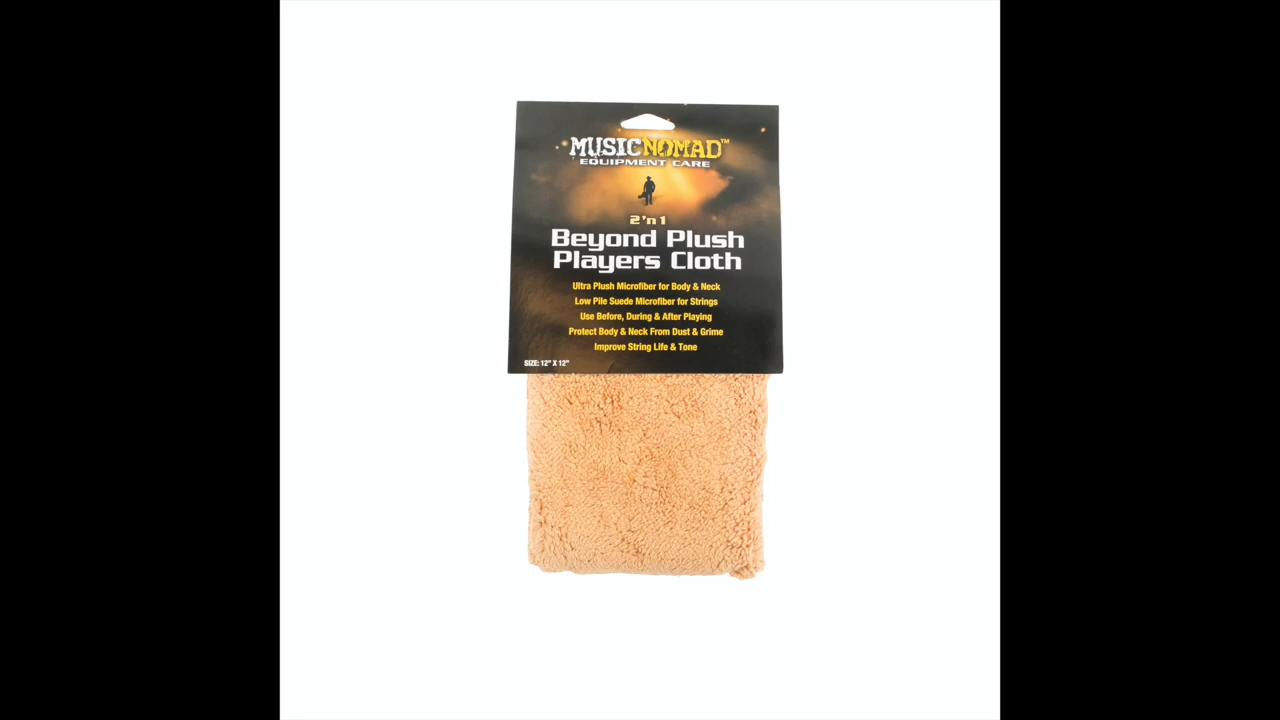 MUSICNOMAD™
EQUIPMENT CARE
2'n1
Beyond Plush
Players Cloth
Ultra Plush Microfiber for Body & Neck
Low Pile Suede Microfiber for Strings
Use Before, During & After Playing
Protect Body & Neck From Dust & Grime
Improve String Life & Tone
SIZE: 12" X 12"